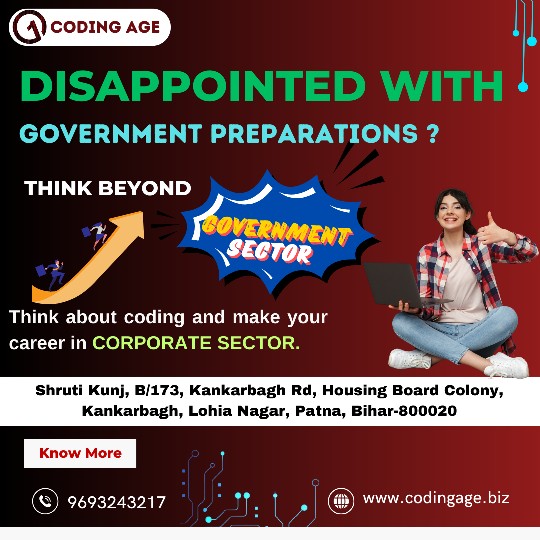 CODING AGE
DISAPPOINTED WITH
GOVERNMENT PREPARATIONS ?
THINK BEYOND
GOVERNMENT
SECTOR
Think about coding and make your
career in CORPORATE SECTOR.
Shruti Kunj, B/173, Kankarbagh Rd, Housing Board Colony,
Kankarbagh, Lohia Nagar, Patna, Bihar-800020
Know More
9693243217
www.codingage.biz